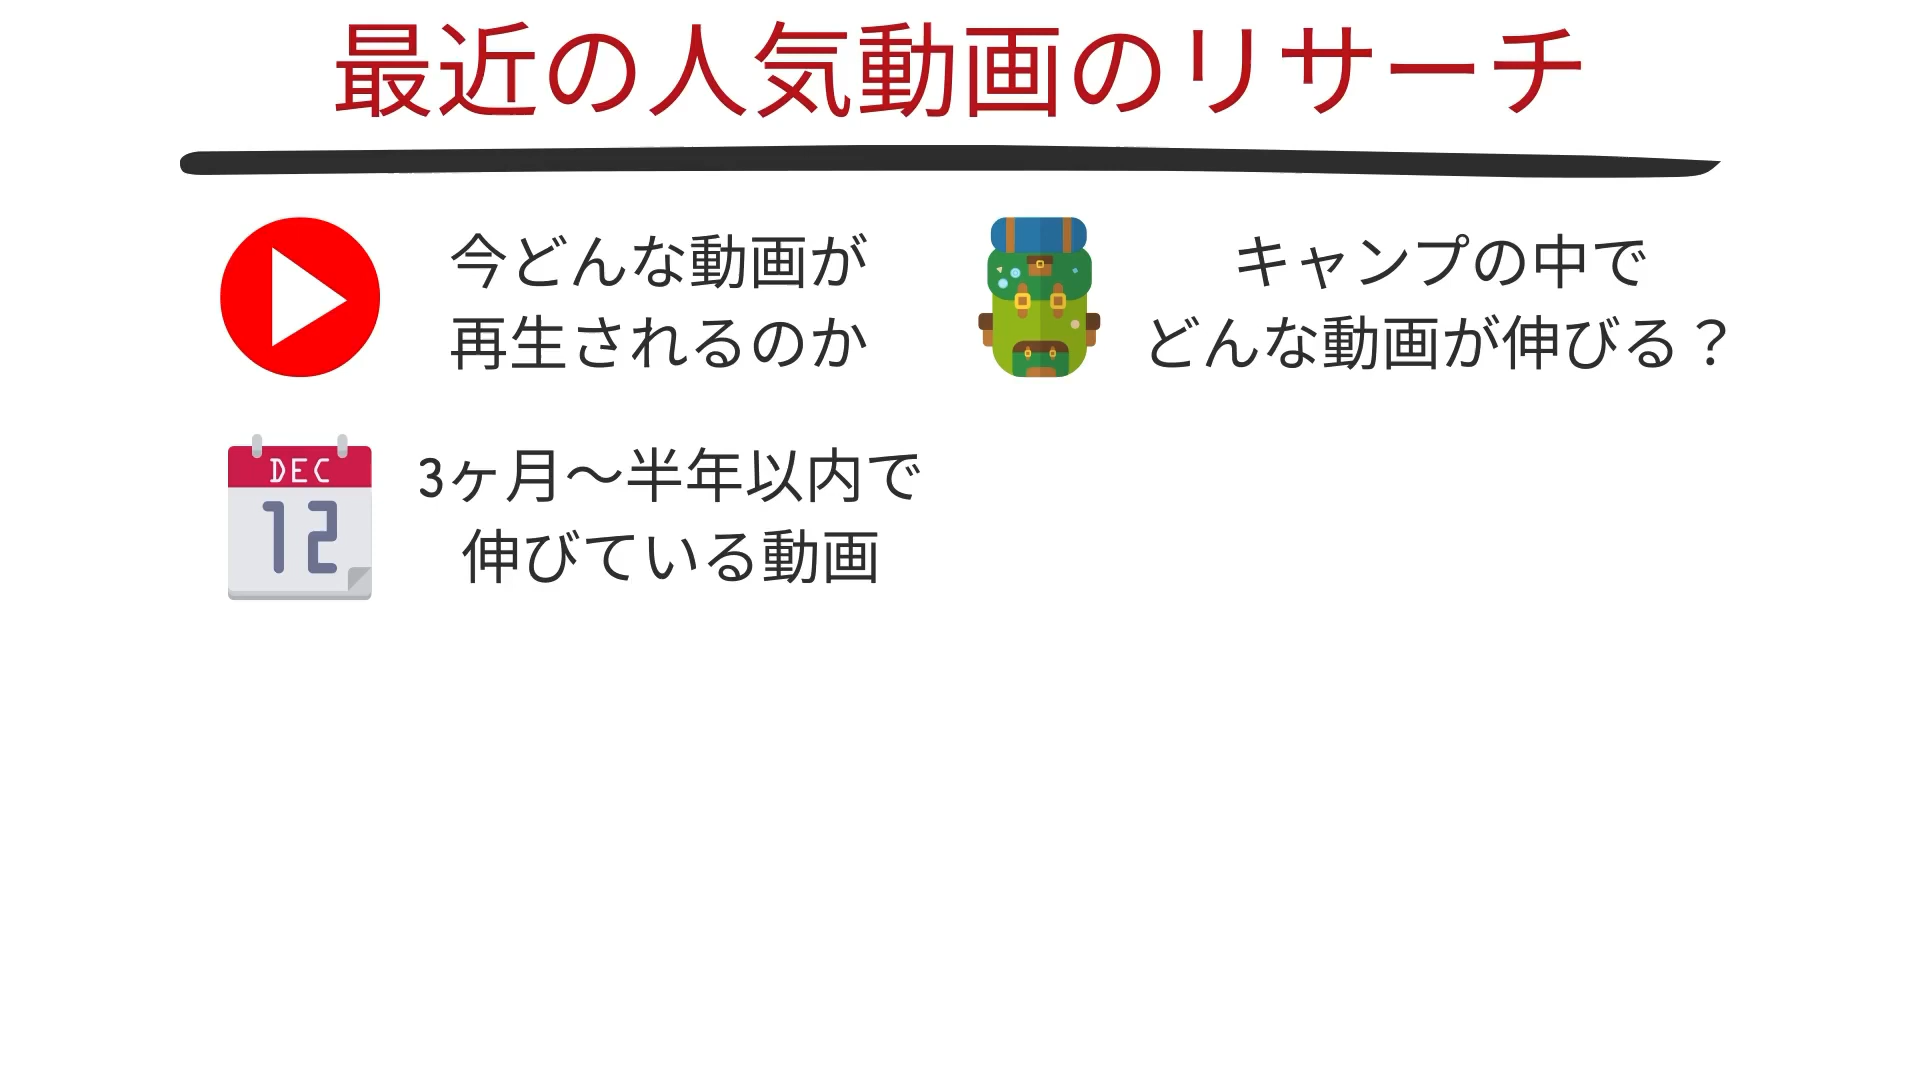 最近の人気動画のリサーチ
今どんな動画が
再生されるのか
キャンプの中で
どんな動画が伸びる？
DEC
12
3ヶ月〜半年以内で
伸びている動画